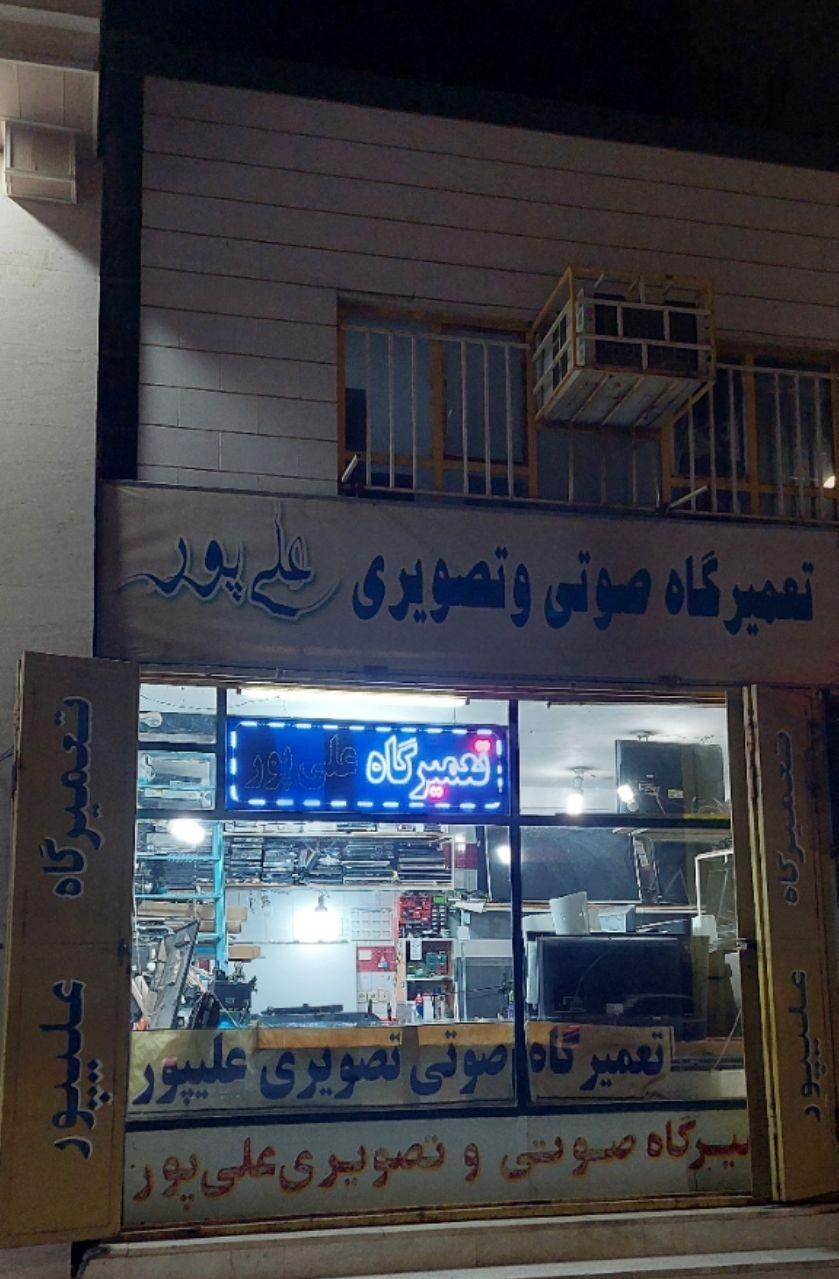 تعمیرگاه صوتی وتصویری علی پور
تعمیرگاه علی پور
تعمیرگاه علیپور
تعمیرگاه علیپور
تعمیرگاه صوتی تصویری علیپور
میرگاه صوتی و تصویری علی پور